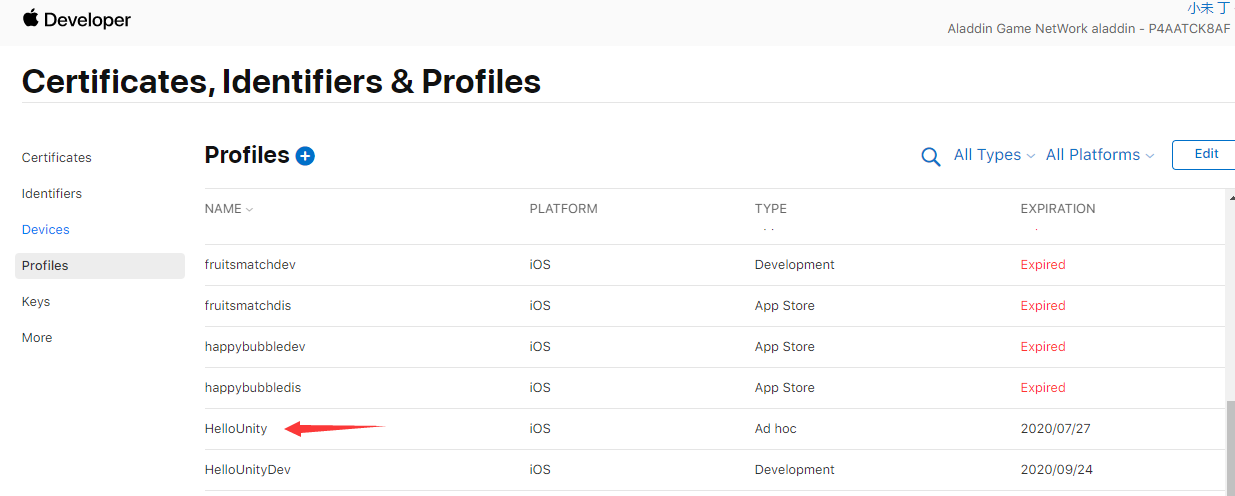 Developer
小未 丁
Aladdin Game NetWork aladdin - P4AATCK8AF
Certificates, Identifiers & Profiles
Certificates
Identifiers
Devices
Profiles
Keys
More
Profiles
All Types
All Platforms
Edit
NAME PLATFORM TYPE EXPIRATION
fruitsmatchdev iOS Development Expired
fruitsmatchdis iOS App Store Expired
happybubbledev iOS App Store Expired
happybubbledis iOS App Store Expired
HelloUnity iOS Ad hoc 2020/07/27
HelloUnityDev iOS Development 2020/09/24